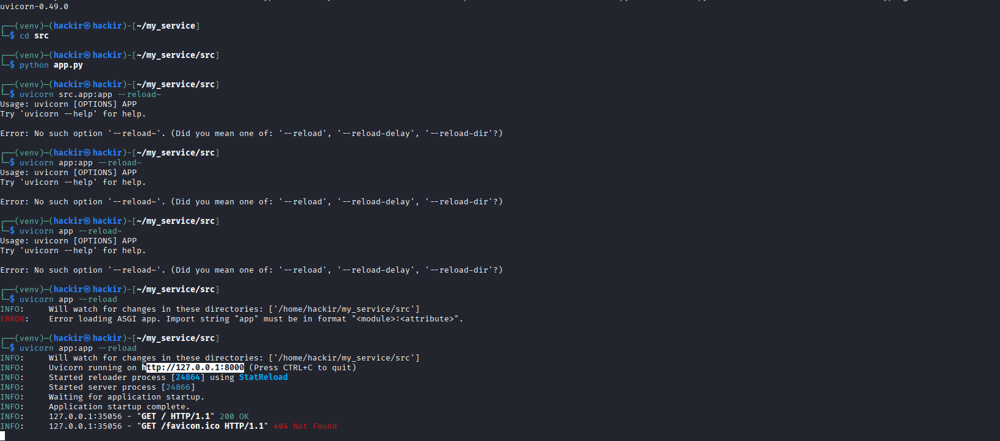 uvicorn-0.49.0
┌──(venv)─(hackir㉿hackir)-[~/my_service]
└─$ cd src
┌──(venv)─(hackir㉿hackir)-[~/my_service/src]
└─$ python app.py
┌──(venv)─(hackir㉿hackir)-[~/my_service/src]
└─$ uvicorn src.app:app --reload~
Usage: uvicorn [OPTIONS] APP
Try 'uvicorn --help' for help.
Error: No such option '--reload~'. (Did you mean one of: '--reload', '--reload-delay', '--reload-dir'?)
┌──(venv)─(hackir㉿hackir)-[~/my_service/src]
└─$ uvicorn app:app --reload~
Usage: uvicorn [OPTIONS] APP
Try 'uvicorn --help' for help.
Error: No such option '--reload~'. (Did you mean one of: '--reload', '--reload-delay', '--reload-dir'?)
┌──(venv)─(hackir㉿hackir)-[~/my_service/src]
└─$ uvicorn app --reload~
Usage: uvicorn [OPTIONS] APP
Try 'uvicorn --help' for help.
Error: No such option '--reload~'. (Did you mean one of: '--reload', '--reload-delay', '--reload-dir'?)
┌──(venv)─(hackir㉿hackir)-[~/my_service/src]
└─$ uvicorn app --reload
INFO:     Will watch for changes in these directories: ['/home/hackir/my_service/src']
ERROR:    Error loading ASGI app. Import string "app" must be in format "<module>:<attribute>".
┌──(venv)─(hackir㉿hackir)-[~/my_service/src]
└─$ uvicorn app:app --reload
INFO:     Will watch for changes in these directories: ['/home/hackir/my_service/src']
INFO:     Uvicorn running on http://127.0.0.1:8000 (Press CTRL+C to quit)
INFO:     Started reloader process [24864] using StatReload
INFO:     Started server process [24866]
INFO:     Waiting for application startup.
INFO:     Application startup complete.
INFO:     127.0.0.1:35056 - "GET / HTTP/1.1" 200 OK
INFO:     127.0.0.1:35056 - "GET /favicon.ico HTTP/1.1" 404 Not Found